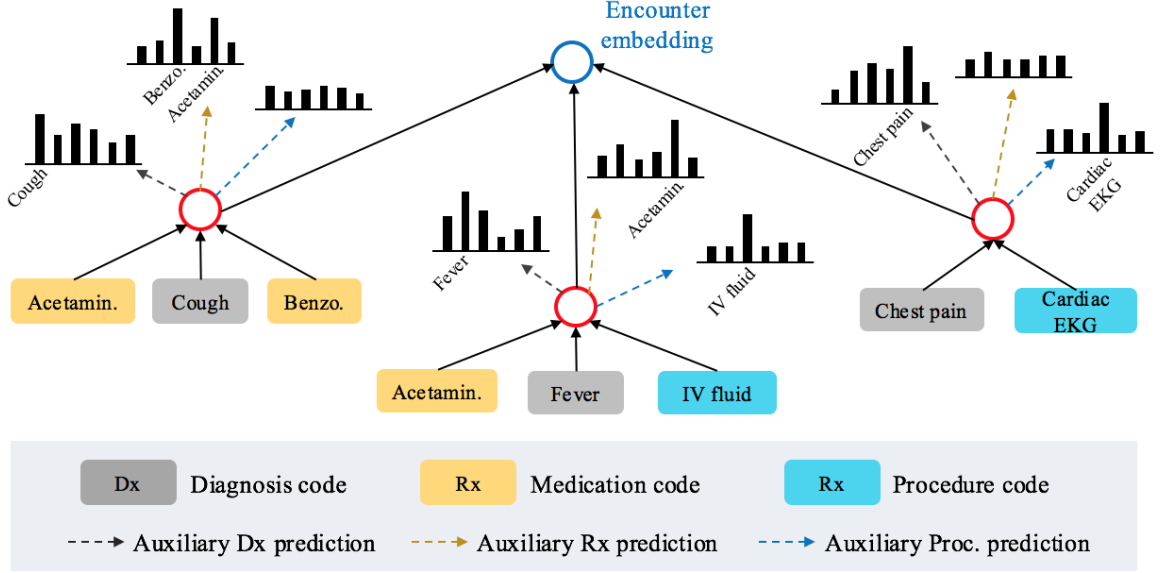 Encounter
embedding
Benzo.
Acetamin.
Cough
Chest pain
Cardiac
EKG
Fever
Acetamin.
IV fluid
Acetamin.
Cough
Benzo.
Chest pain
Cardiac
EKG
Acetamin.
Fever
IV fluid
Dx
Diagnosis code
Rx
Medication code
Rx
Procedure code
Auxiliary Dx prediction
Auxiliary Rx prediction
Auxiliary Proc. prediction